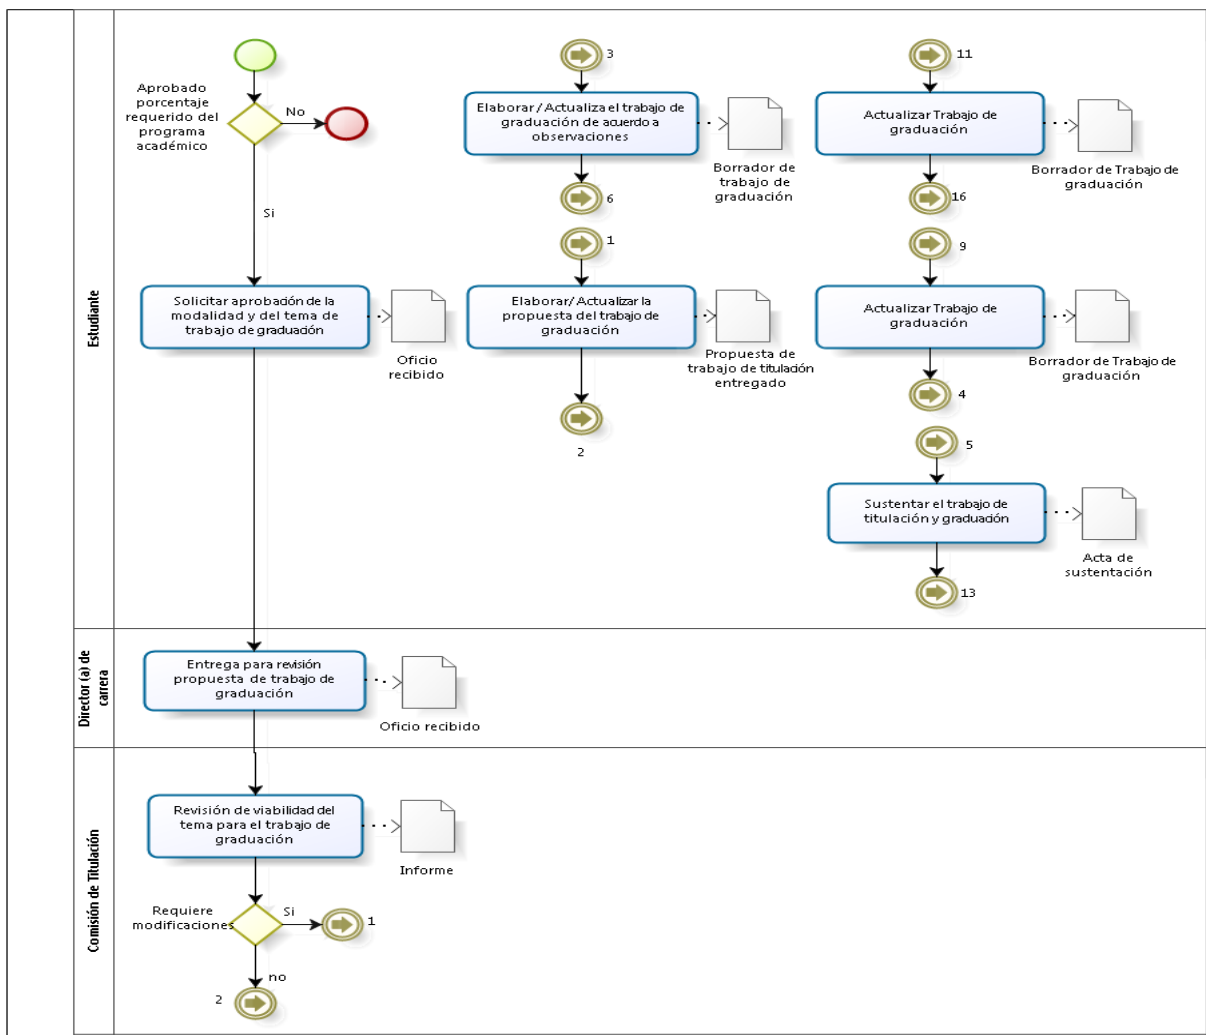 Estudiante
Aprobado
porcentaje
requerido del
programa
académico
No
Si
Solicitar aprobación de la
modalidad y del tema de
trabajo de graduación
Oficio
recibido
3
Elaborar / Actualiza el trabajo de
graduación de acuerdo a
observaciones
Borrador de
trabajo de
graduación
6
1
Elaborar/ Actualizar la
propuesta del trabajo de
graduación
Propuesta de
trabajo de titulación
entregado
2
11
Actualizar Trabajo de
graduación
Borrador de Trabajo de
graduación
16
9
Actualizar Trabajo de
graduación
Borrador de Trabajo de
graduación
4
5
Sustentar el trabajo de
titulación y graduación
Acta de
sustentación
13
Director (a) de
carrera
Entrega para revisión
propuesta de trabajo de
graduación
Oficio recibido
Comisión de Titulación
Revisión de viabilidad del
tema para el trabajo de
graduación
Informe
Requiere
modificaciones
Si
1
no
2